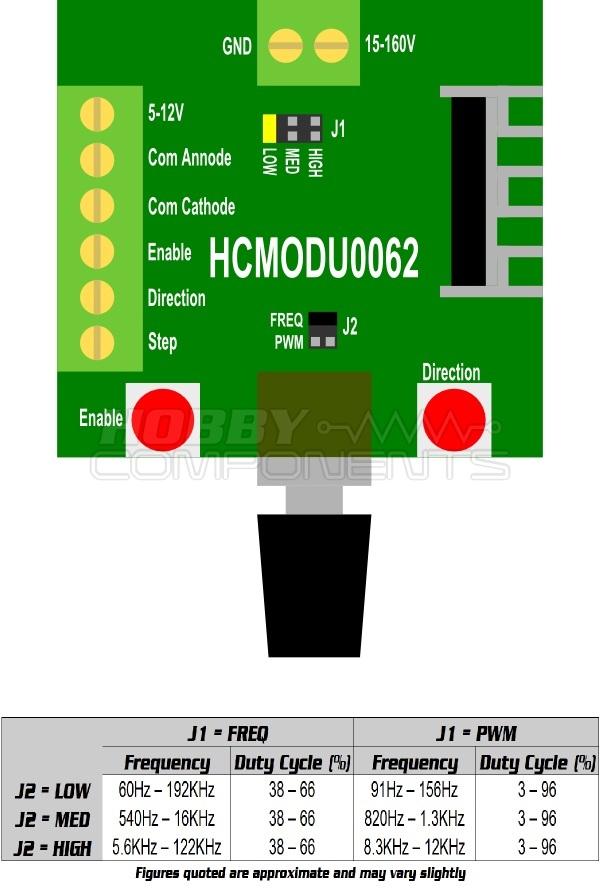 GND 15-160V
5-12V
J1
LOW MED HIGH
Com Annode
Com Cathode
HCMODU0062
Enable
Direction
FREQ
J2
PWM
Step
Direction
Enable
HOBBY
COMPONENTS
J1 = FREQ J1 = PWM
Frequency Duty Cycle (%) Frequency Duty Cycle (%)
J2 = LOW 60Hz – 192KHz 38 – 66 91Hz – 156Hz 3 – 96
J2 = MED 540Hz – 16KHz 38 – 66 820Hz – 1.3KHz 3 – 96
J2 = HIGH 5.6KHz – 122KHz 38 – 66 8.3KHz – 12KHz 3 – 96
Figures quoted are approximate and may vary slightly